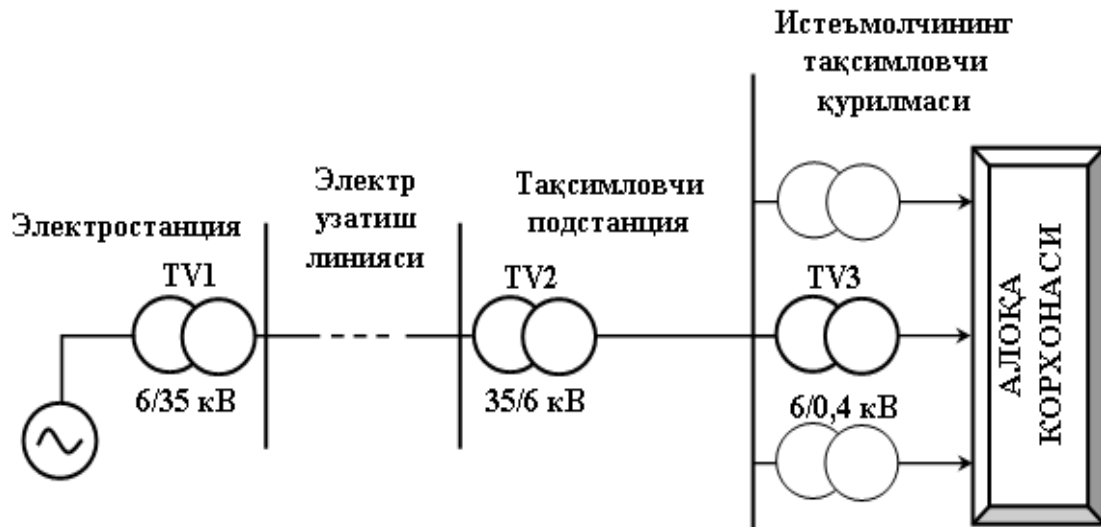 Истеъмолчининг
тақсимловчи
қурилмаси
Электр
узатиш
линияси
Тақсимловчи
подстанция
Электростанция
TV1
TV2
TV3
6/35 кВ
35/6 кВ
6/0,4 кВ
АЛОҚА
КОРХОНАСИ